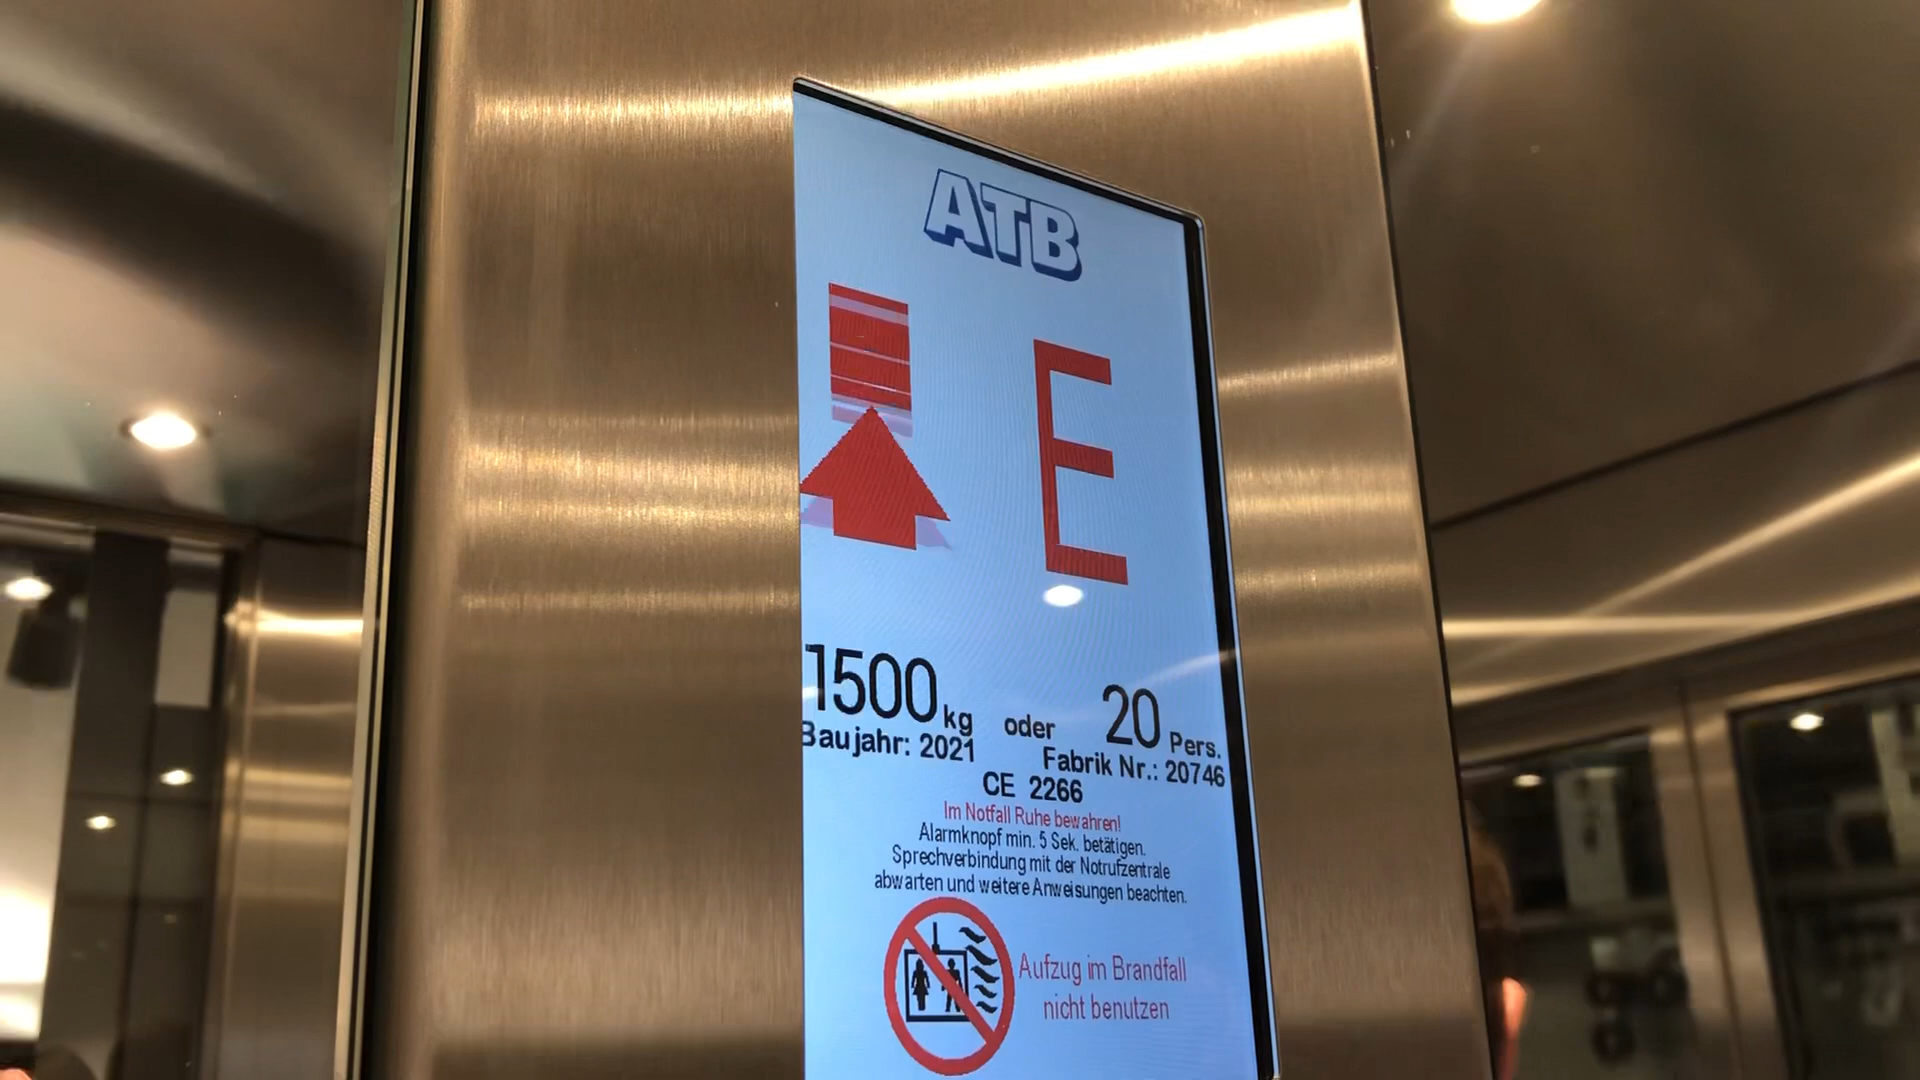 ATB
E
1500 kg oder 20 Pers.
Baujahr: 2021 Fabrik Nr.: 20746
CE 2266
Im Notfall Ruhe bewahren!
Alarmknopf min. 5 Sek. betätigen.
Sprechverbindung mit der Notrufzentrale
abwarten und weitere Anweisungen beachten.
Aufzug im Brandfall
nicht benutzen